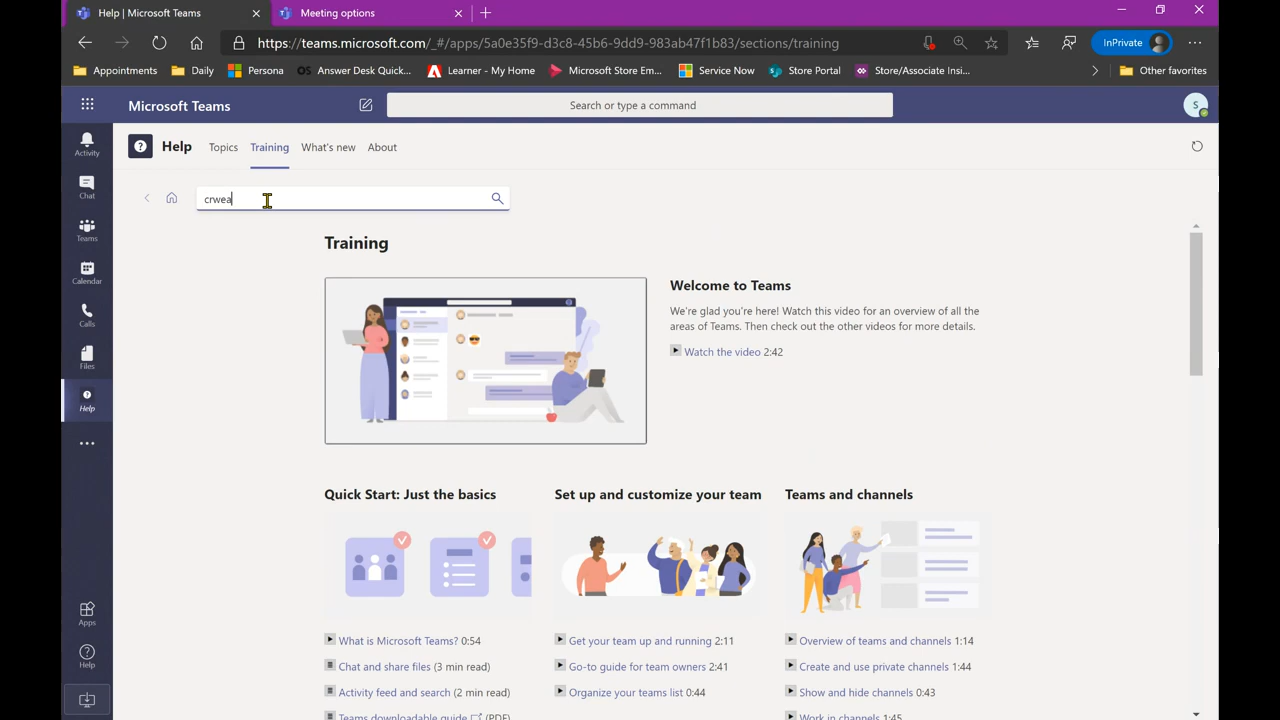 Help | Microsoft Teams
Meeting options
https://teams.microsoft.com/_#/apps/5a0e35f9-d3c8-45b6-9dd9-983ab47f1b83/sections/training
InPrivate
Appointments
Daily
Persona
Answer Desk Quick...
Learner - My Home
Microsoft Store Em...
Service Now
Store Portal
Store/Associate Insi...
Other favorites
Microsoft Teams
Search or type a command
S
Activity
Chat
Teams
Calendar
Calls
Files
Help
Apps
Help
Help
Topics
Training
What's new
About
crwea
Training
Welcome to Teams
We're glad you're here! Watch this video for an overview of all the
areas of Teams. Then check out the other videos for more details.
Watch the video 2:42
Quick Start: Just the basics
What is Microsoft Teams? 0:54
Chat and share files (3 min read)
Activity feed and search (2 min read)
Teams downloadable guide (PDF)
Set up and customize your team
Get your team up and running 2:11
Go-to guide for team owners 2:41
Organize your teams list 0:44
Teams and channels
Overview of teams and channels 1:14
Create and use private channels 1:44
Show and hide channels 0:43
Work in channels 1:45